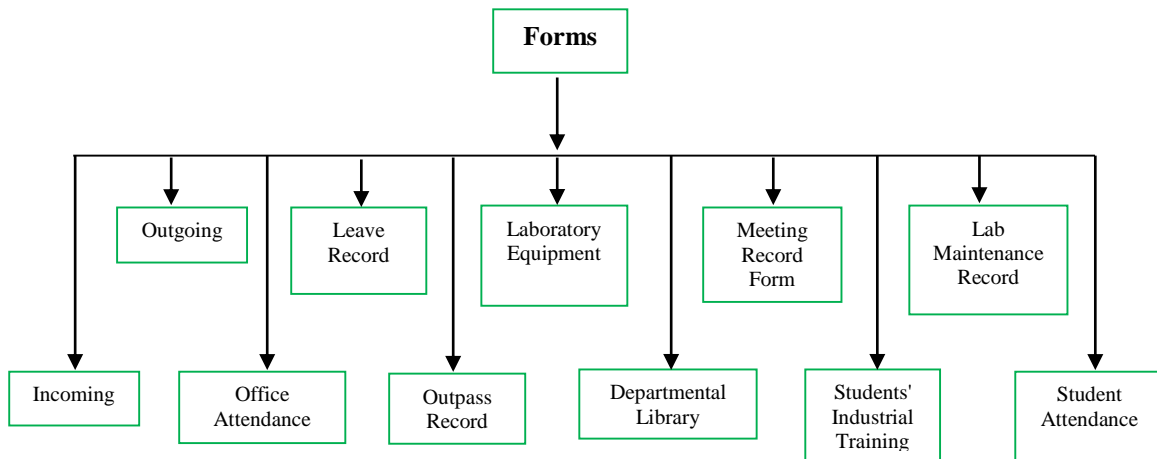 Forms
Outgoing
Leave
Record
Laboratory
Equipment
Meeting
Record
Form
Lab
Maintenance
Record
Incoming
Office
Attendance
Outpass
Record
Departmental
Library
Students'
Industrial
Training
Student
Attendance